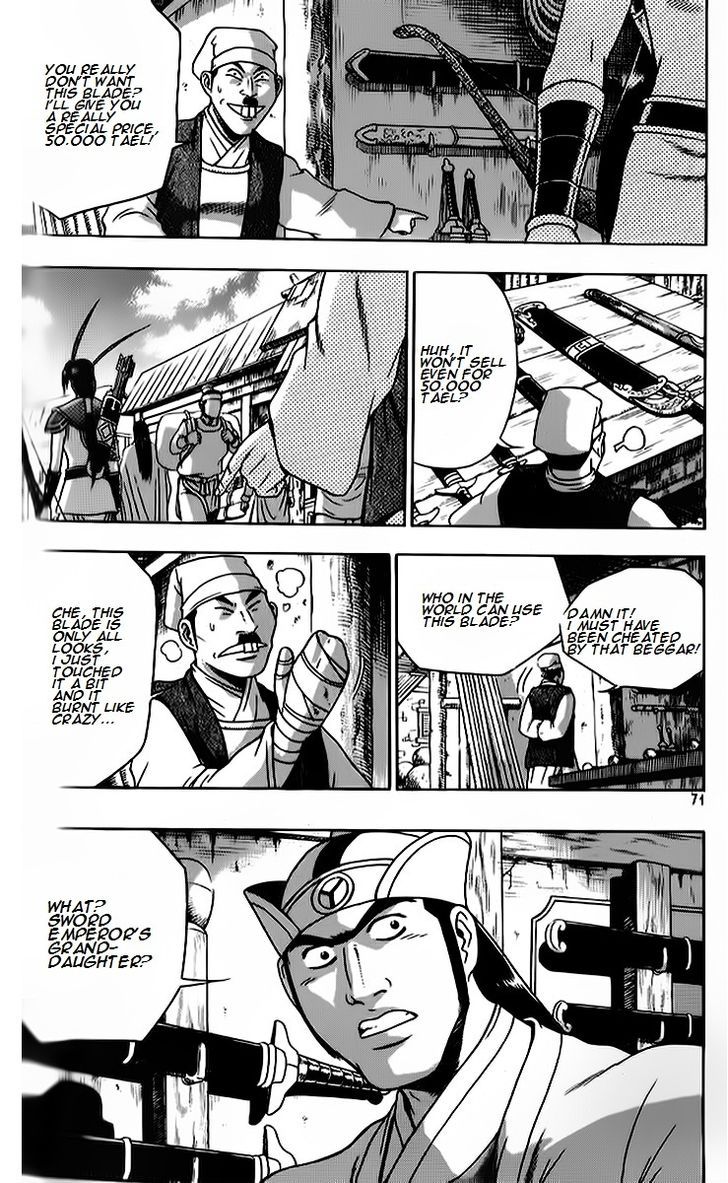 YOU REALLY
DON'T WANT
THIS BLADE?
I'LL GIVE YOU
A REALLY
SPECIAL PRICE,
50.000 TAEL!
HUH, IT
WON'T SELL
EVEN FOR
50.000
TAEL?
CHE, THIS
BLADE IS
ONLY ALL
LOOKS,
I JUST
TOUCHED
IT A BIT
AND IT
BURNT LIKE
CRAZY...
WHO IN THE
WORLD CAN USE
THIS BLADE?
DAMN IT!
I MUST HAVE
BEEN CHEATED
BY THAT BEGGAR!
71
WHAT?
SWORD
EMPEROR'S
GRAND-
DAUGHTER?